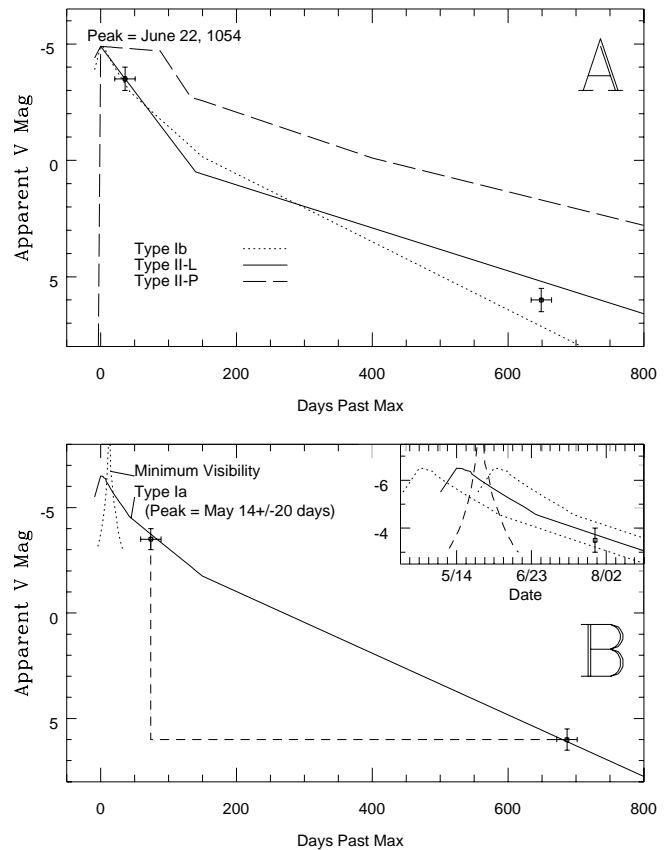 Peak = June 22, 1054
A
-5
0
5
Apparent V Mag
Type Ib
Type II-L
Type II-P
0 200 400 600 800
Days Past Max
Minimum Visibility
Type Ia
(Peak = May 14+/-20 days)
-6
-4
5/14 6/23 8/02
Date
B
-5
0
5
Apparent V Mag
0 200 400 600 800
Days Past Max